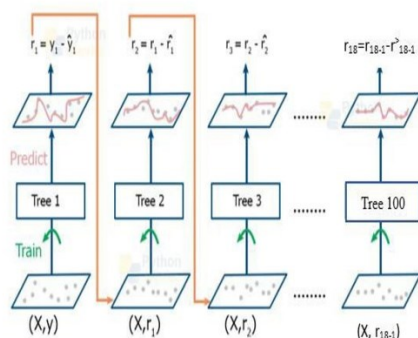 r₁ = y₁ - ŷ₁
r₂ = r₁ - r̂₁
r₃ = r₂ - r̂₂
r₁₈=r₁₈₋₁-r^₁₈₋₁
Predict
........
Tree 1
Tree 2
Tree 3
........
Tree 100
Train
(X,y)
(X,r₁)
(X,r₂)
........
(X, r₁₈₋₁)